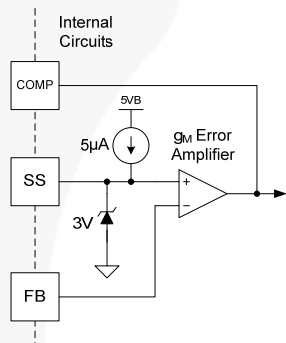 Internal
Circuits
COMP
5VB
5µA
gM Error
Amplifier
SS
+
3V
−
FB